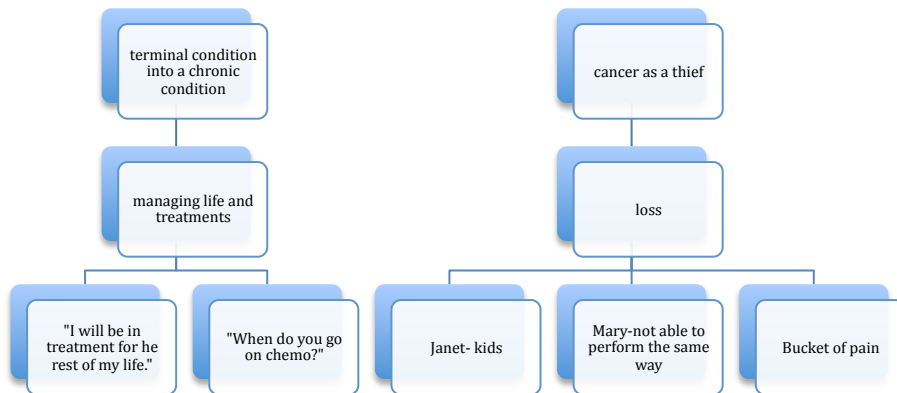 terminal condition
into a chronic
condition
cancer as a thief
managing life and
treatments
loss
"I will be in
treatment for he
rest of my life."
"When do you go
on chemo?"
Janet- kids
Mary-not able to
perform the same
way
Bucket of pain